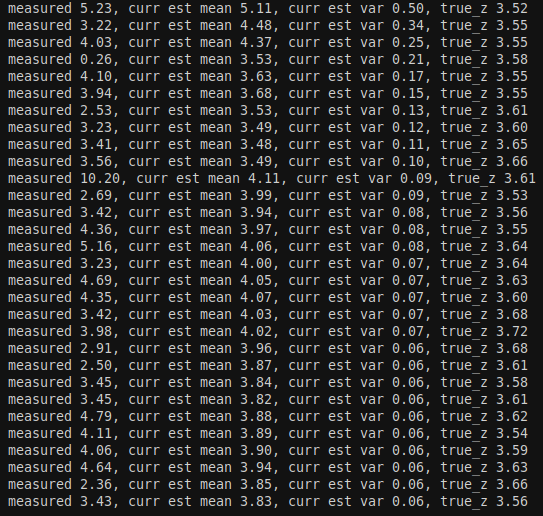 measured 5.23, curr est mean 5.11, curr est var 0.50, true_z 3.52
measured 3.22, curr est mean 4.48, curr est var 0.34, true_z 3.55
measured 4.03, curr est mean 4.37, curr est var 0.25, true_z 3.55
measured 0.26, curr est mean 3.53, curr est var 0.21, true_z 3.58
measured 4.10, curr est mean 3.63, curr est var 0.17, true_z 3.55
measured 3.94, curr est mean 3.68, curr est var 0.15, true_z 3.55
measured 2.53, curr est mean 3.53, curr est var 0.13, true_z 3.61
measured 3.23, curr est mean 3.49, curr est var 0.12, true_z 3.60
measured 3.41, curr est mean 3.48, curr est var 0.11, true_z 3.65
measured 3.56, curr est mean 3.49, curr est var 0.10, true_z 3.66
measured 10.20, curr est mean 4.11, curr est var 0.09, true_z 3.61
measured 2.69, curr est mean 3.99, curr est var 0.09, true_z 3.53
measured 3.42, curr est mean 3.94, curr est var 0.08, true_z 3.56
measured 4.36, curr est mean 3.97, curr est var 0.08, true_z 3.55
measured 5.16, curr est mean 4.06, curr est var 0.08, true_z 3.64
measured 3.23, curr est mean 4.00, curr est var 0.07, true_z 3.64
measured 4.69, curr est mean 4.05, curr est var 0.07, true_z 3.63
measured 4.35, curr est mean 4.07, curr est var 0.07, true_z 3.60
measured 3.42, curr est mean 4.03, curr est var 0.07, true_z 3.68
measured 3.98, curr est mean 4.02, curr est var 0.07, true_z 3.72
measured 2.91, curr est mean 3.96, curr est var 0.06, true_z 3.68
measured 2.50, curr est mean 3.87, curr est var 0.06, true_z 3.61
measured 3.45, curr est mean 3.84, curr est var 0.06, true_z 3.58
measured 3.45, curr est mean 3.82, curr est var 0.06, true_z 3.61
measured 4.79, curr est mean 3.88, curr est var 0.06, true_z 3.62
measured 4.11, curr est mean 3.89, curr est var 0.06, true_z 3.54
measured 4.06, curr est mean 3.90, curr est var 0.06, true_z 3.59
measured 4.64, curr est mean 3.94, curr est var 0.06, true_z 3.63
measured 2.36, curr est mean 3.85, curr est var 0.06, true_z 3.66
measured 3.43, curr est mean 3.83, curr est var 0.06, true_z 3.56